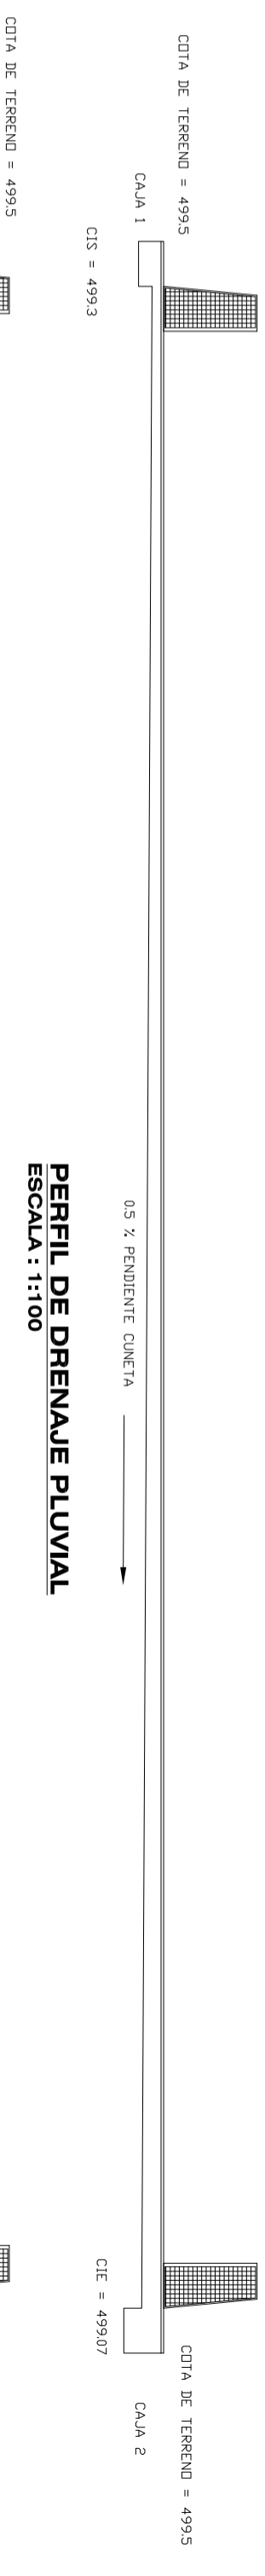 COTA DE TERRENO = 499.5
CAJA 1
CIS = 499.3
0.5 % PENDIENTE CUNETA
COTA DE TERRENO = 499.5
CAJA 2
CIE = 499.07
PERFIL DE DRENAJE PLUVIAL
ESCALA : 1:100
COTA DE TERRENO = 499.5